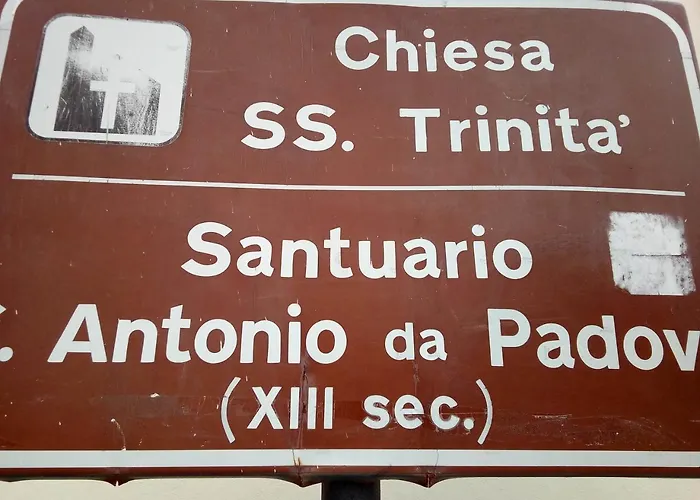 Chiesa
SS. Trinita'
Santuario
. Antonio da Padov
(XIII sec.)